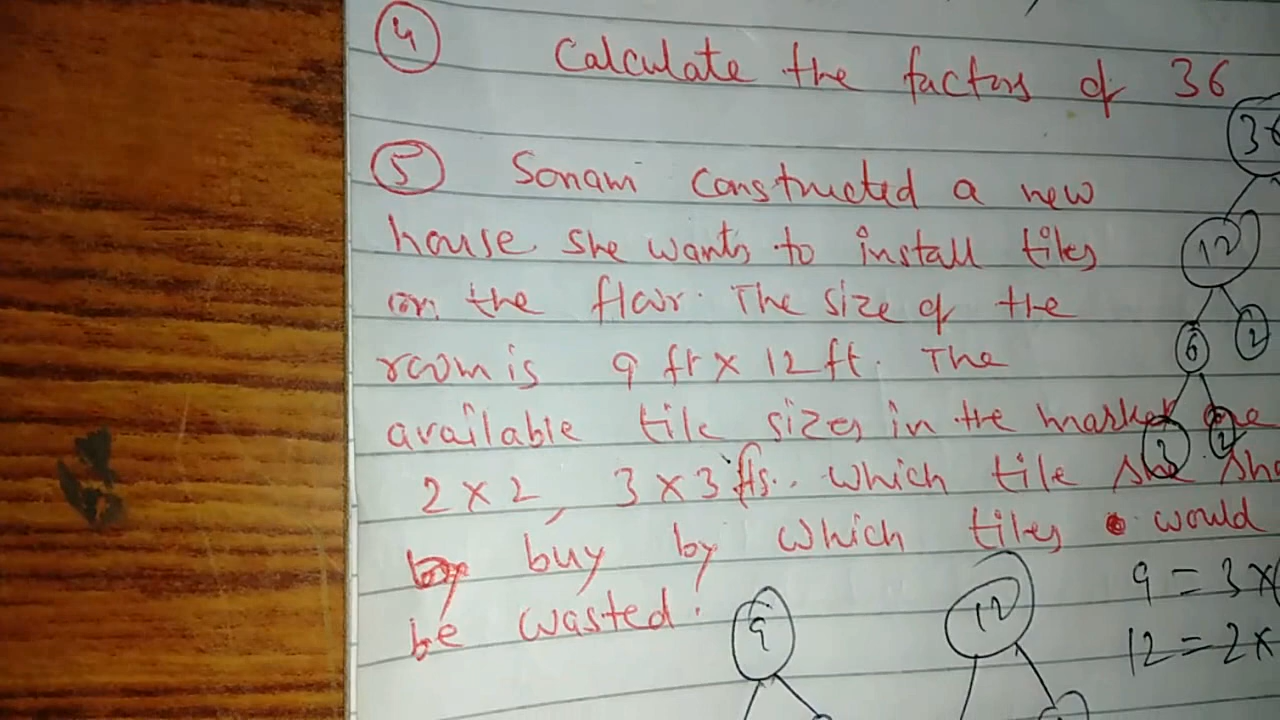 4 Calculate the factors of 36
36
5 Sonam constructed a new
house she wants to install tiles
12
on the floor. The size of the
6 2
room is 9 ft x 12 ft. The
available tile sizes in the market
3 2
2 x 2, 3 x 3 fts. which tile she
buy by which tiles would
be wasted.
9 12
9 = 3 x
12 = 2 x